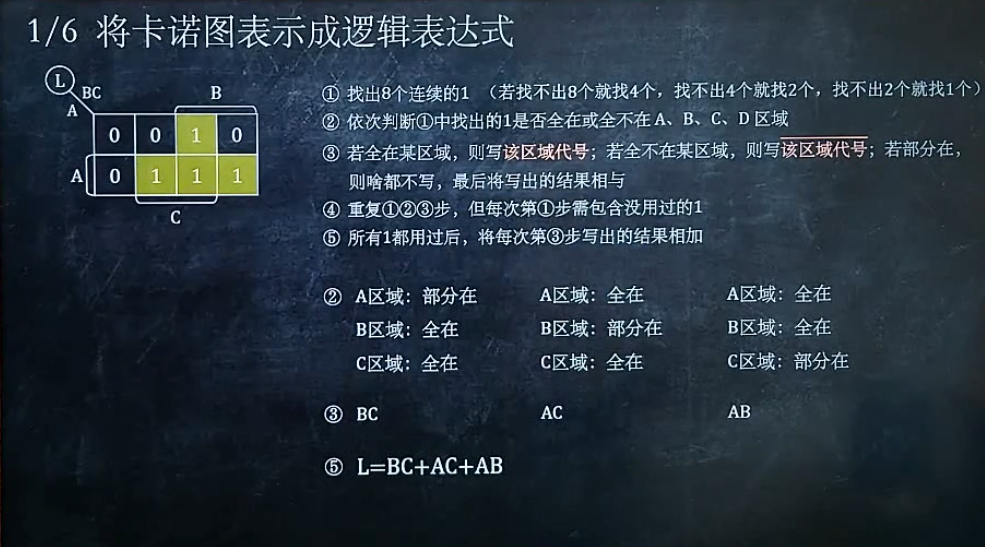 1/6 将卡诺图表示成逻辑表达式
L
BC
B
A
0 0 1 0
A 0 1 1 1
C
① 找出8个连续的1 （若找不出8个就找4个，找不出4个就找2个，找不出2个就找1个）
② 依次判断①中找出的1是否全在或全不在 A、B、C、D 区域
③ 若全在某区域，则写该区域代号；若全不在某区域，则写该区域代号；若部分在，
则啥都不写，最后将写出的结果相与
④ 重复①②③步，但每次第①步需包含没用过的1
⑤ 所有1都用过后，将每次第③步写出的结果相加
② A区域：部分在 A区域：全在 A区域：全在
B区域：全在 B区域：部分在 B区域：全在
C区域：全在 C区域：全在 C区域：部分在
③ BC AC AB
⑤ L=BC+AC+AB